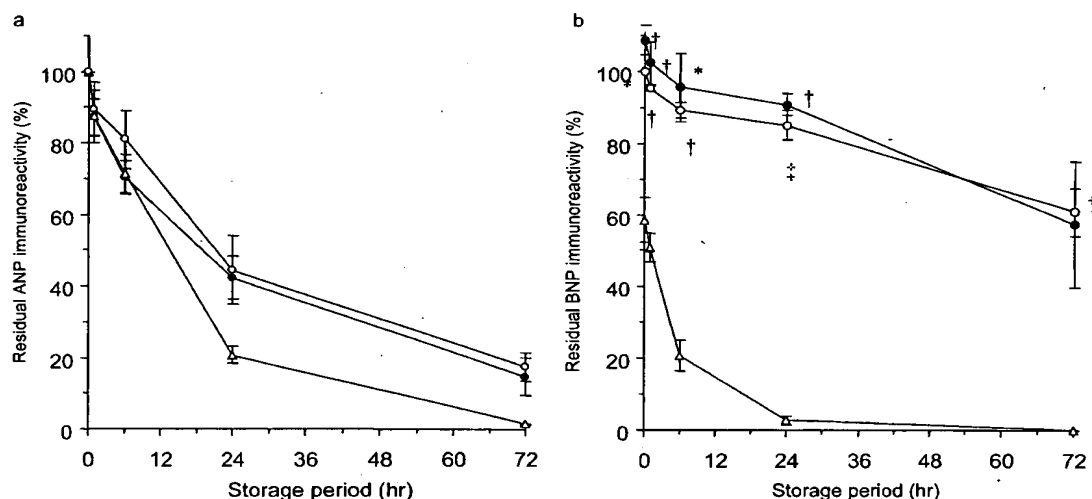 a
Residual ANP immunoreactivity (%)
100
80
60
40
20
0
0 12 24 36 48 60 72
Storage period (hr)
b
Residual BNP immunoreactivity (%)
100
80
60
40
20
0
† † * †
† † ‡
0 12 24 36 48 60 72
Storage period (hr)